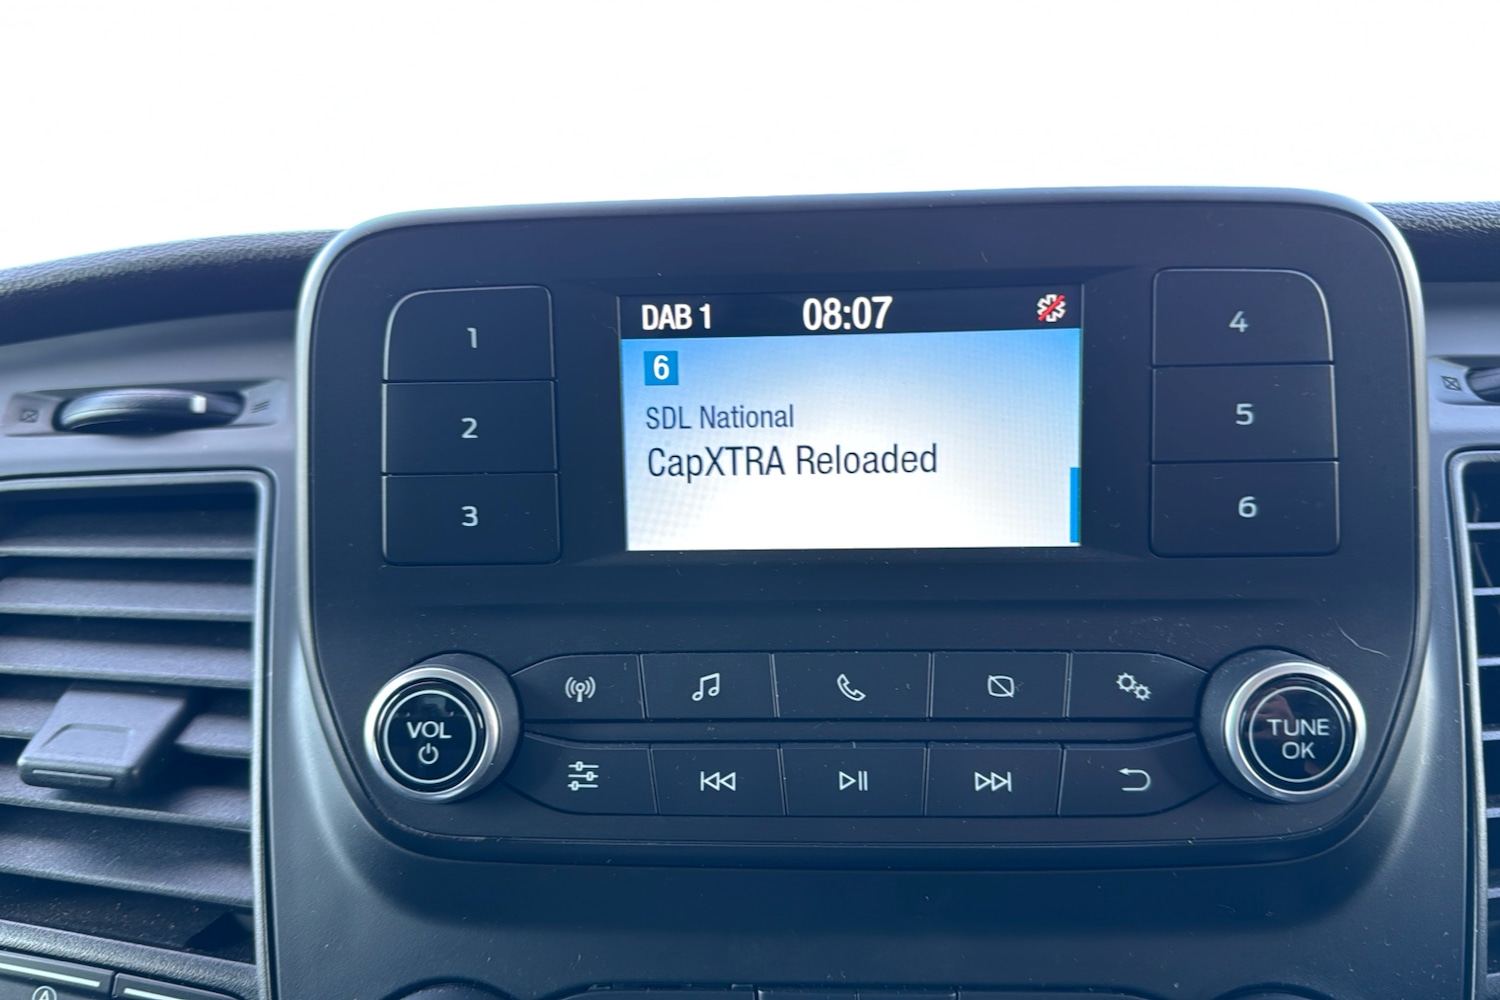 DAB 1 08:07
6
SDL National
CapXTRA Reloaded
1
2
3
4
5
6
VOL
TUNE
OK
A